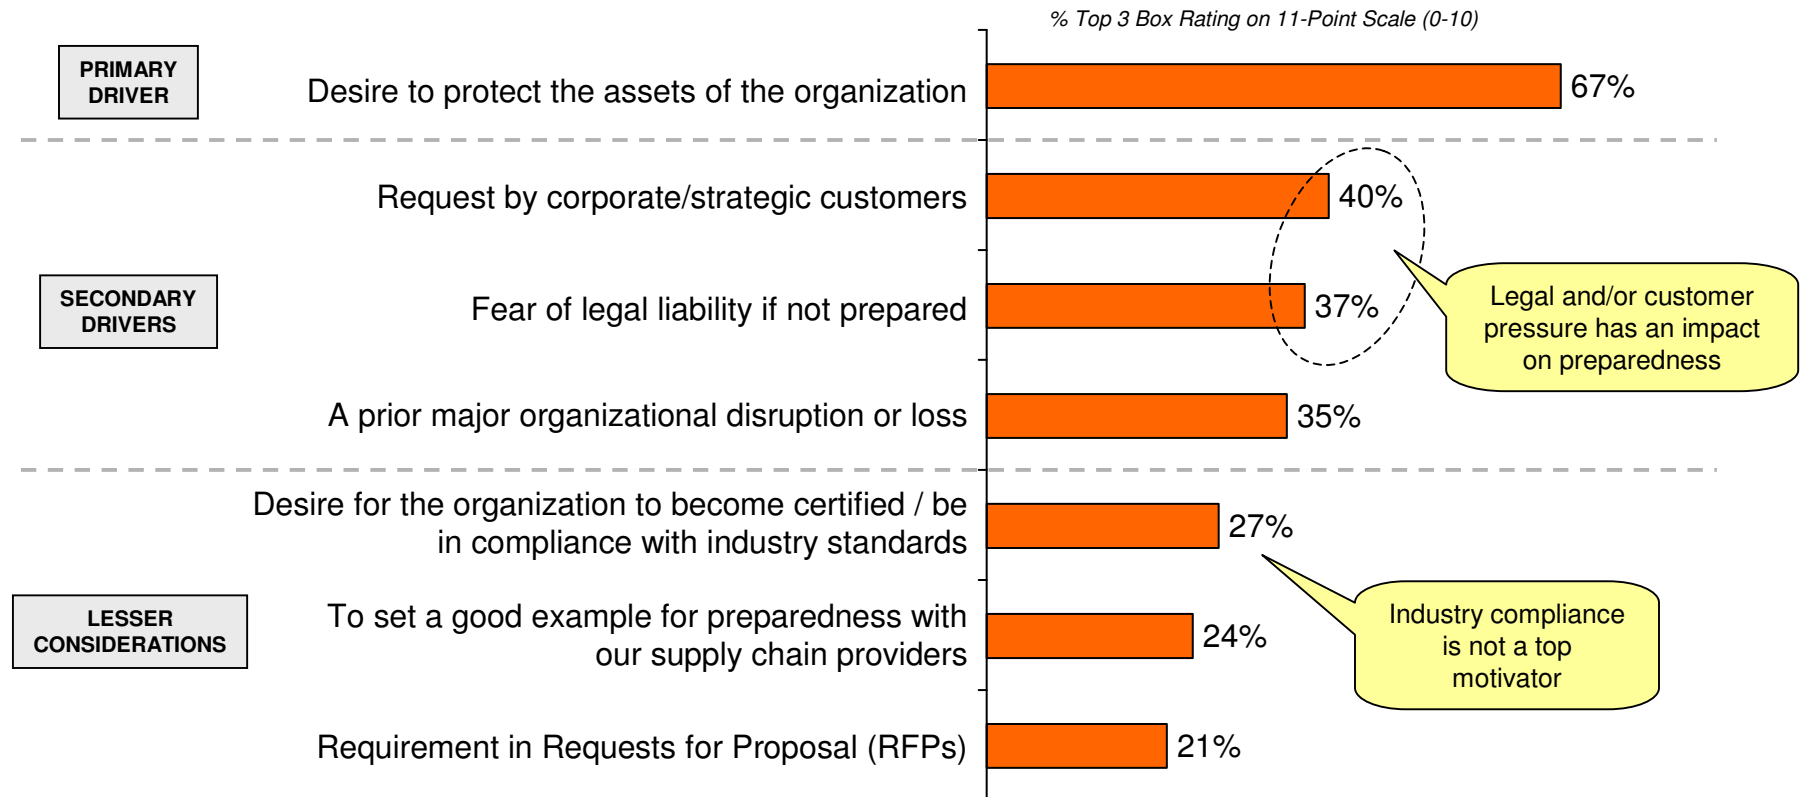 % Top 3 Box Rating on 11-Point Scale (0-10)
PRIMARY
DRIVER
Desire to protect the assets of the organization
67%
Request by corporate/strategic customers
40%
SECONDARY
DRIVERS
Fear of legal liability if not prepared
37%
Legal and/or customer
pressure has an impact
on preparedness
A prior major organizational disruption or loss
35%
Desire for the organization to become certified / be
in compliance with industry standards
27%
LESSER
CONSIDERATIONS
To set a good example for preparedness with
our supply chain providers
24%
Industry compliance
is not a top
motivator
Requirement in Requests for Proposal (RFPs)
21%